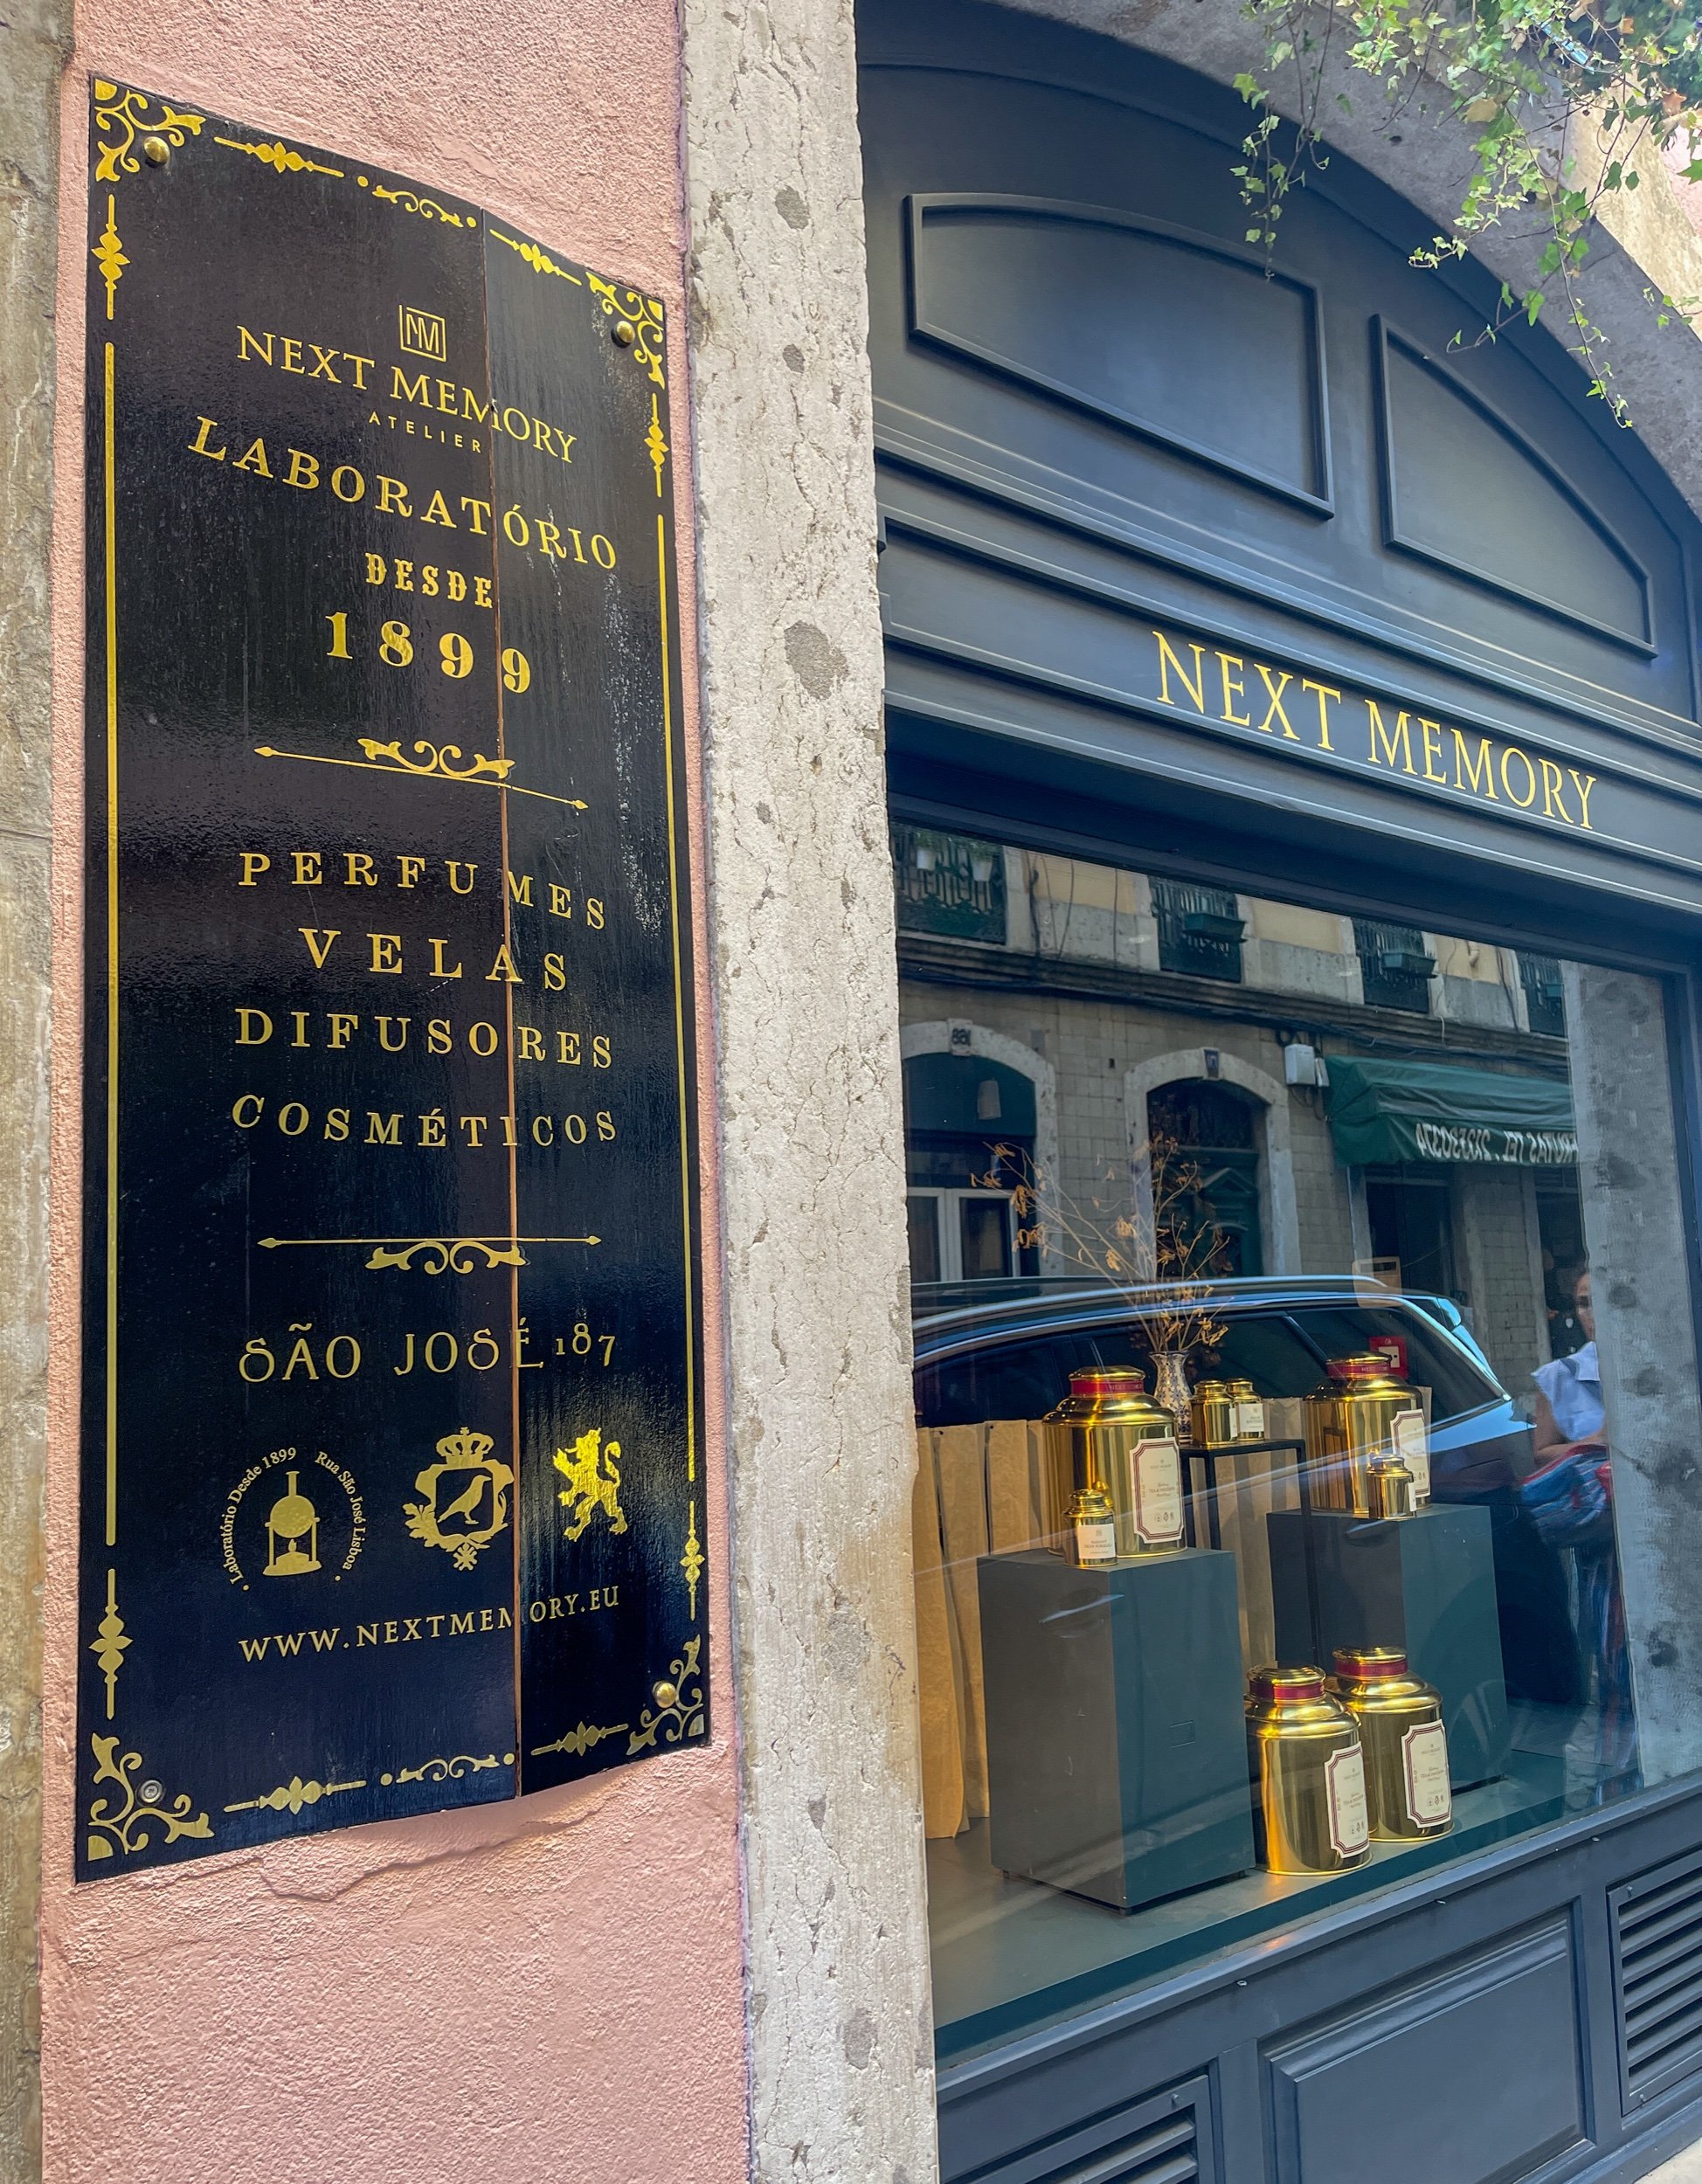 NM
NEXT MEMORY
ATELIER
LABORATÓRIO
DESDE
1899
PERFUMES
VELAS
DIFUSORES
COSMÉTICOS
SÃO JOSÉ 187
Laboratório Desde 1899 Rua São José Lisboa
WWW.NEXTMEMORY.EU
NEXT MEMORY